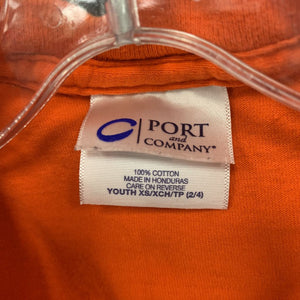 PORT
and
COMPANY®
100% COTTON
MADE IN HONDURAS
CARE ON REVERSE
YOUTH XS/XCH/TP (2/4)